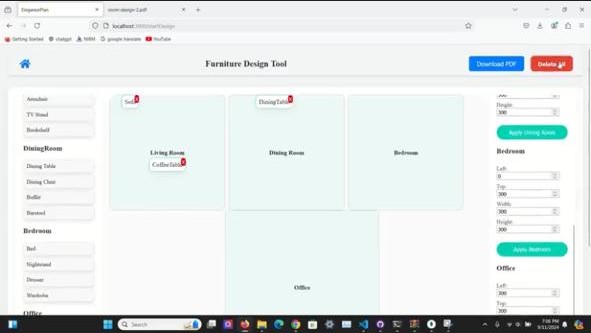 EleganzaPlan
room-design-2.pdf
localhost:3000/startDesign
Getting Started
chatgpt
NIBM
google translate
YouTube
Furniture Design Tool
Download PDF
Delete All
Armchair
TV Stand
Bookshelf
DiningRoom
Dining Table
Dining Chair
Buffet
Barstool
Bedroom
Bed
Nightstand
Dresser
Wardrobe
Office
Sofa
x
DiningTable
x
Living Room
CoffeeTable
x
Dining Room
Bedroom
Office
300
Height:
300
Apply Living Room
Bedroom
Left:
0
Top:
300
Width:
300
Height:
300
Apply Bedroom
Office
Left:
300
Top:
300
Search
7:06 PM
9/11/2024